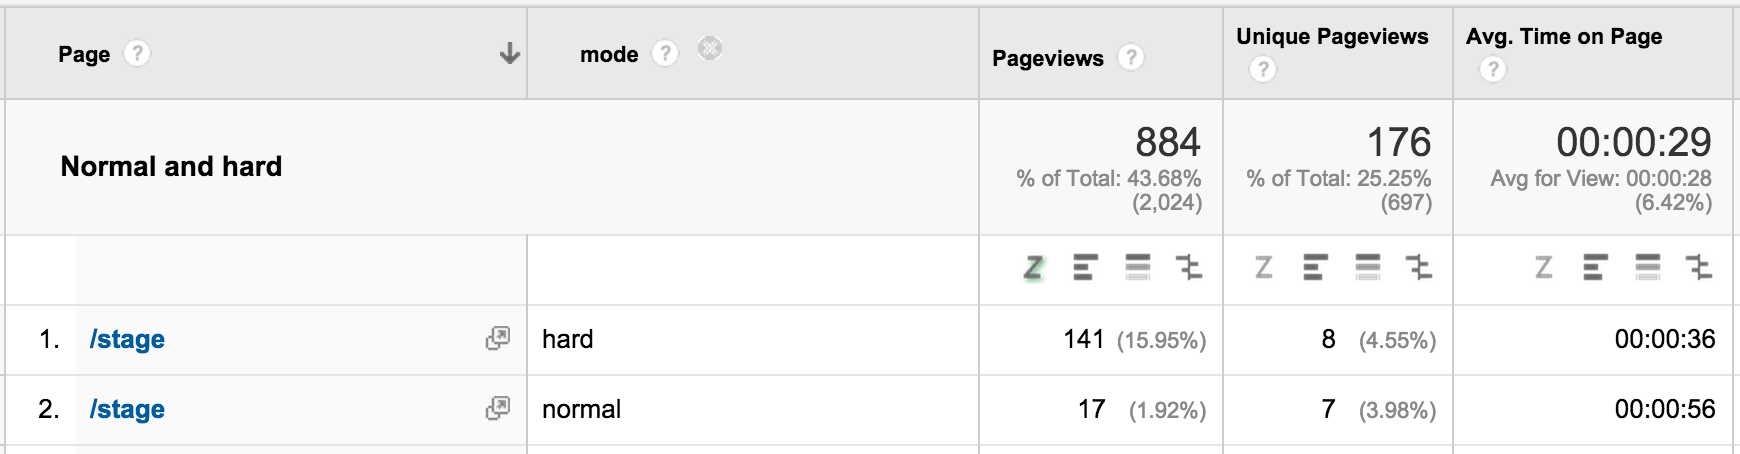 Page ? mode ? Pageviews ? Unique Pageviews ? Avg. Time on Page ?
Normal and hard
884
% of Total: 43.68%
(2,024)
176
% of Total: 25.25%
(697)
00:00:29
Avg for View: 00:00:28
(6.42%)
1. /stage hard 141 (15.95%) 8 (4.55%) 00:00:36
2. /stage normal 17 (1.92%) 7 (3.98%) 00:00:56